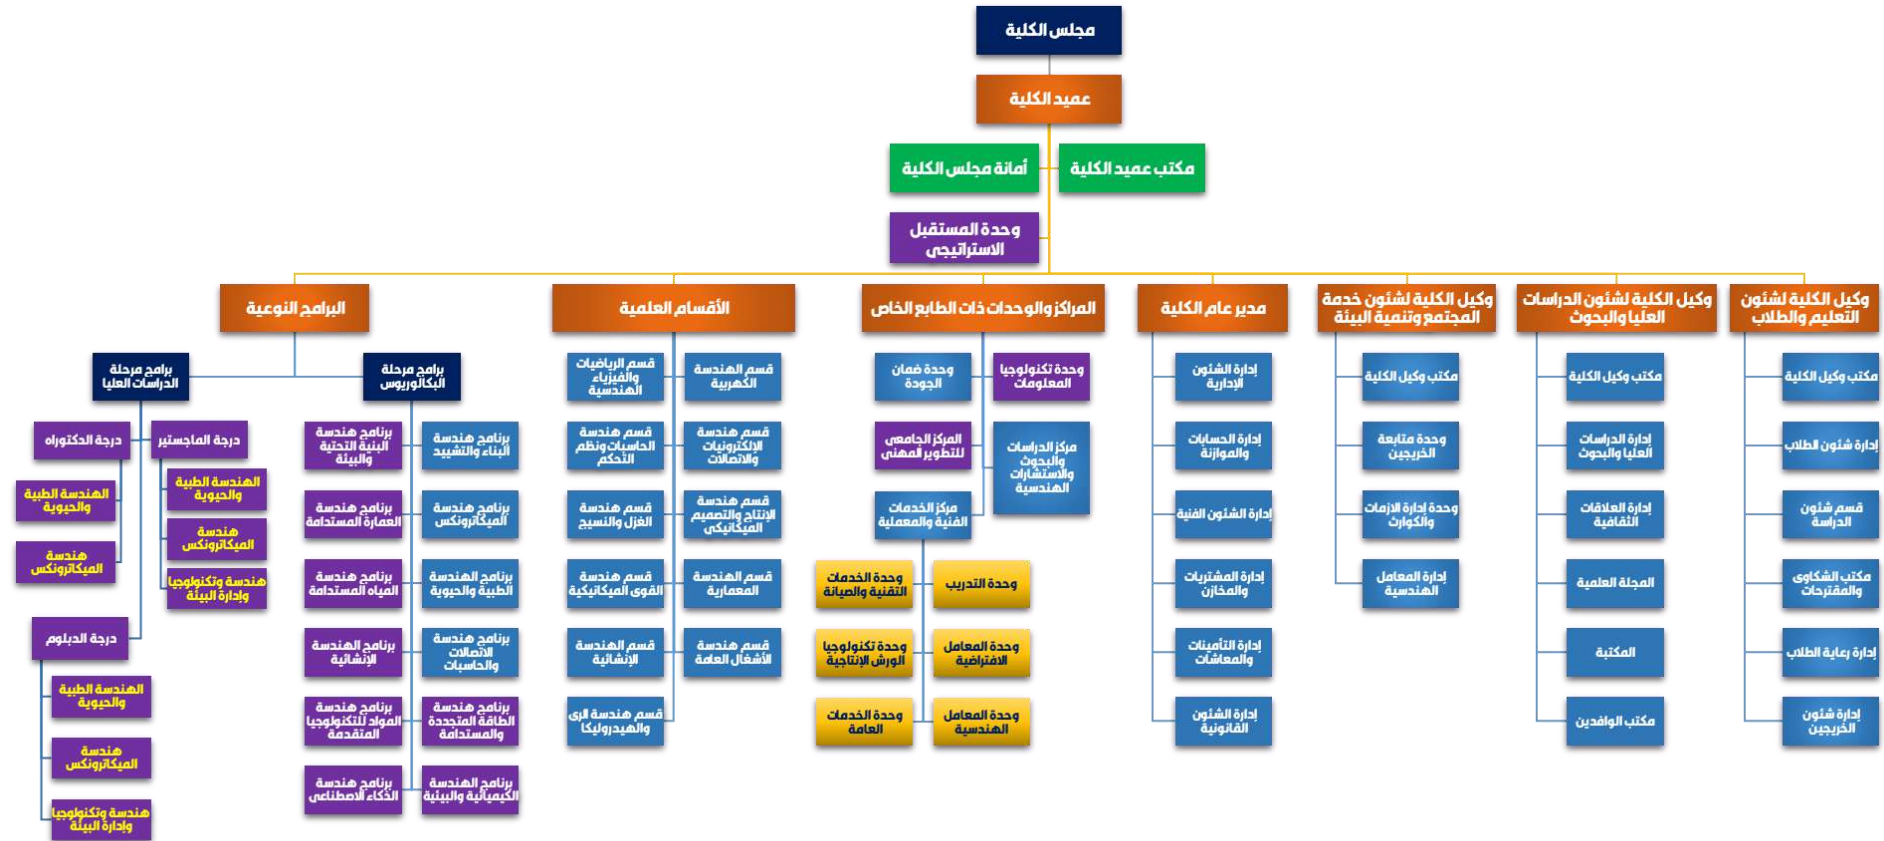 مجلس الكلية
عميد الكلية
مكتب عميد الكلية
أمانة مجلس الكلية
وحدة المستقبل
الاستراتيجى
وكيل الكلية لشئون
التعليم والطلاب
مكتب وكيل الكلية
إدارة شئون الطلاب
قسم شئون
الدراسة
مكتب الشكاوى
والمقترحات
إدارة رعاية الطلاب
إدارة شئون
الخريجين
وكيل الكلية لشئون الدراسات
العليا والبحوث
مكتب وكيل الكلية
إدارة الدراسات
العليا والبحوث
إدارة العلاقات
الثقافية
المجلة العلمية
المكتبة
مكتب الوافدين
وكيل الكلية لشئون خدمة
المجتمع وتنمية البيئة
مكتب وكيل الكلية
وحدة متابعة
الخريجين
وحدة إدارة الازمات
والكوارث
إدارة المعامل
الهندسية
مدير عام الكلية
إدارة الشئون
الإدارية
إدارة الحسابات
والموازنة
إدارة الشئون الفنية
إدارة المشتريات
والمخازن
إدارة التأمينات
والمعاشات
إدارة الشئون
القانونية
المراكز والوحدات ذات الطابع الخاص
وحدة تكنولوجيا
المعلومات
وحدة ضمان
الجودة
مركز الدراسات
والبحوث
والاستشارات
الهندسية
المركز الجامعى
للتطوير المهنى
مركز الخدمات
الفنية والمعملية
وحدة التدريب
وحدة الخدمات
التقنية والصيانة
وحدة المعامل
الافتراضية
وحدة تكنولوجيا
الورش الإنتاجية
وحدة المعامل
الهندسية
وحدة الخدمات
العامة
الأقسام العلمية
قسم الهندسة
الكهربية
قسم الرياضيات
والفيزياء
الهندسية
قسم هندسة
الإلكترونيات
والاتصالات
قسم هندسة
الحاسبات ونظم
التحكم
قسم هندسة
الإنتاج والتصميم
الميكانيكى
قسم هندسة
الغزل والنسيج
قسم الهندسة
المعمارية
قسم هندسة
القوى الميكانيكية
قسم هندسة
الأشغال العامة
قسم الهندسة
الإنشائية
قسم هندسة الرى
والهيدروليكا
البرامج النوعية
برامج مرحلة
البكالوريوس
برنامج هندسة
البناء والتشييد
برنامج هندسة
البنية التحتية
والبيئة
برنامج هندسة
الميكاترونكس
برنامج هندسة
العمارة المستدامة
برنامج الهندسة
الطبية والحيوية
برنامج هندسة
المياه المستدامة
برنامج هندسة
الاتصالات
والحاسبات
برنامج الهندسة
الإنشائية
برنامج هندسة
الطاقة المتجددة
والمستدامة
برنامج هندسة
المواد للتكنولوجيا
المتقدمة
برنامج الهندسة
الكيميائية والبيئية
برنامج هندسة
الذكاء الاصطناعى
برامج مرحلة
الدراسات العليا
درجة الماجستير
الهندسة الطبية
والحيوية
هندسة
الميكاترونكس
هندسة وتكنولوجيا
وإدارة البيئة
درجة الدكتوراه
الهندسة الطبية
والحيوية
هندسة
الميكاترونكس
درجة الدبلوم
الهندسة الطبية
والحيوية
هندسة
الميكاترونكس
هندسة وتكنولوجيا
وإدارة البيئة